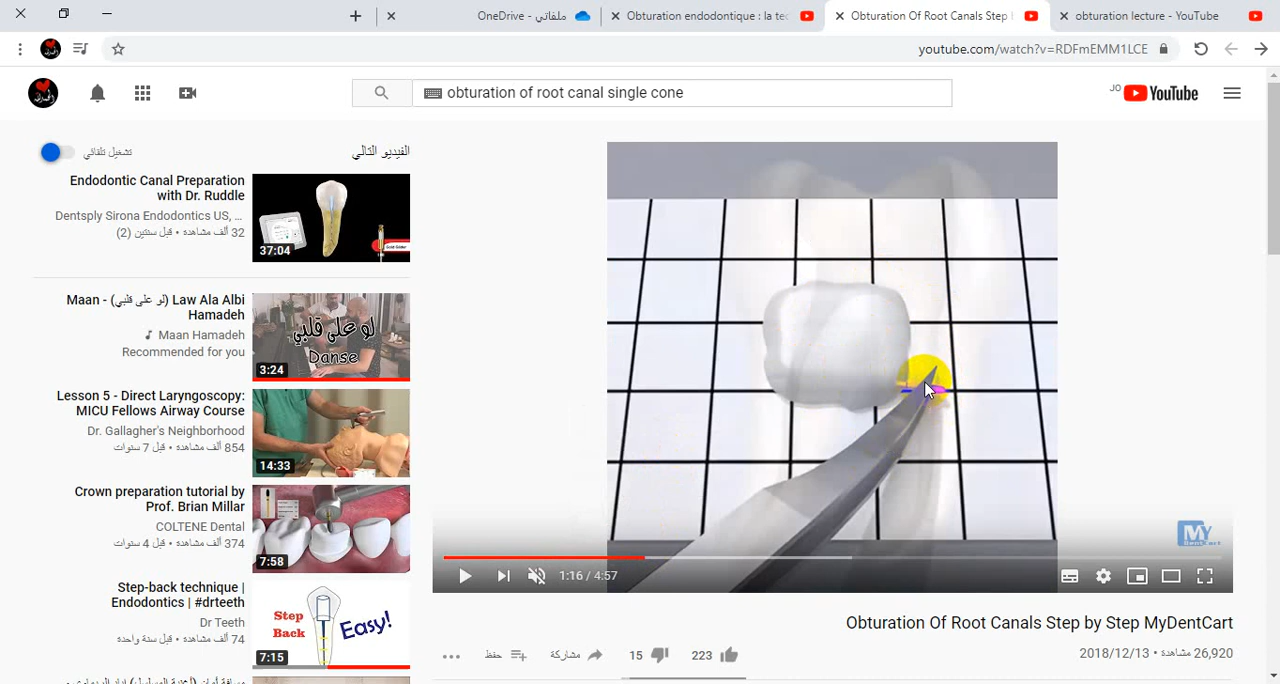 OneDrive - ملفاتي
Obturation endodontique : la tec
Obturation Of Root Canals Step b
obturation lecture - YouTube
youtube.com/watch?v=RDFmEMM1LCE
obturation of root canal single cone
JO
YouTube
الفيديو التالي
تشغيل تلقائي
Endodontic Canal Preparation
with Dr. Ruddle
Dentsply Sirona Endodontics US, ...
32 ألف مشاهدة • قبل سنتين (2)
37:04
Maan - (لو على قلبي) Law Ala Albi
Hamadeh
Maan Hamadeh
Recommended for you
لو على قلبي
Danse
3:24
Lesson 5 - Direct Laryngoscopy:
MICU Fellows Airway Course
Dr. Gallagher's Neighborhood
854 ألف مشاهدة • قبل 7 سنوات
14:33
Crown preparation tutorial by
Prof. Brian Millar
COLTENE Dental
374 ألف مشاهدة • قبل 4 سنوات
7:58
Step-back technique |
Endodontics | #drteeth
Dr Teeth
74 ألف مشاهدة • قبل سنة واحدة
Step
Back
Easy!
7:15
MY
DentCart
1:16 / 4:57
Obturation Of Root Canals Step by Step MyDentCart
26,920 مشاهدة • 2018/12/13
223
15
مشاركة
حفظ